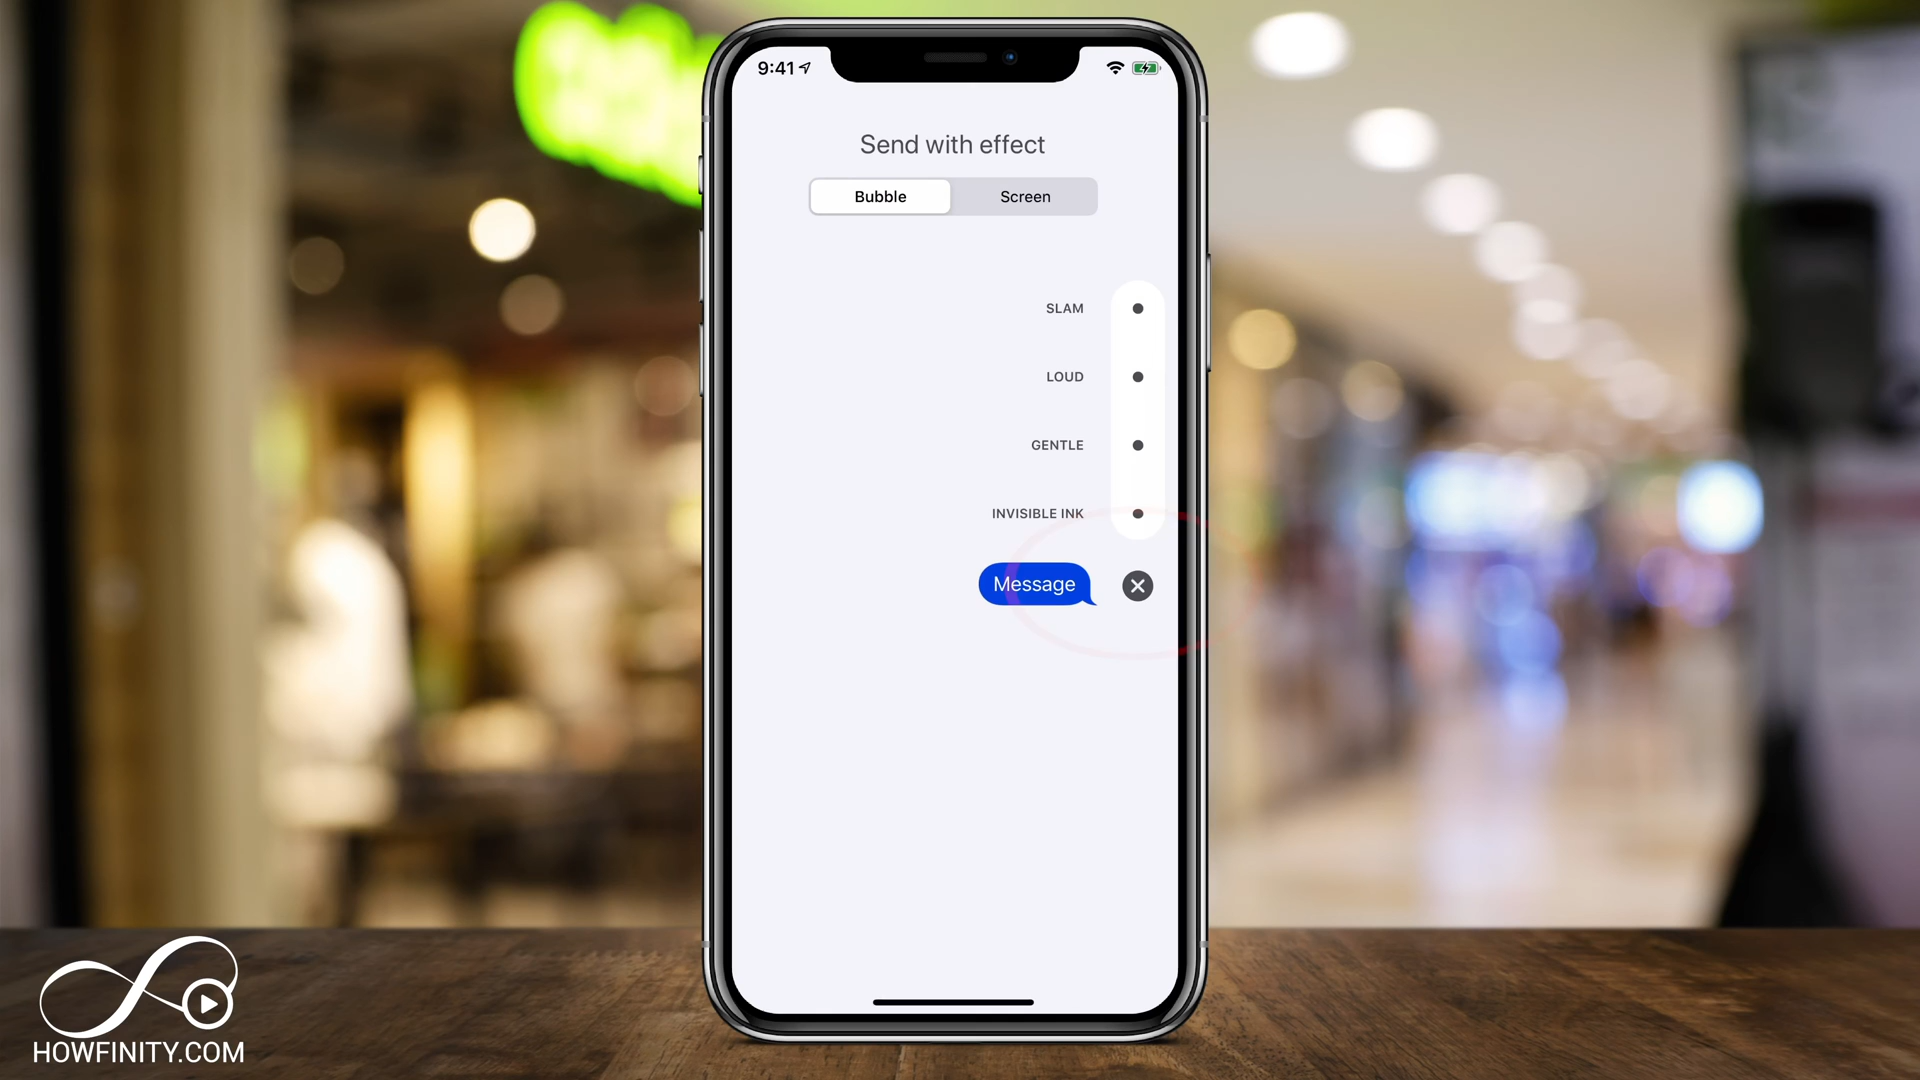 9:41
Send with effect
Bubble Screen
SLAM
LOUD
GENTLE
INVISIBLE INK
Message
HOWFINITY.COM